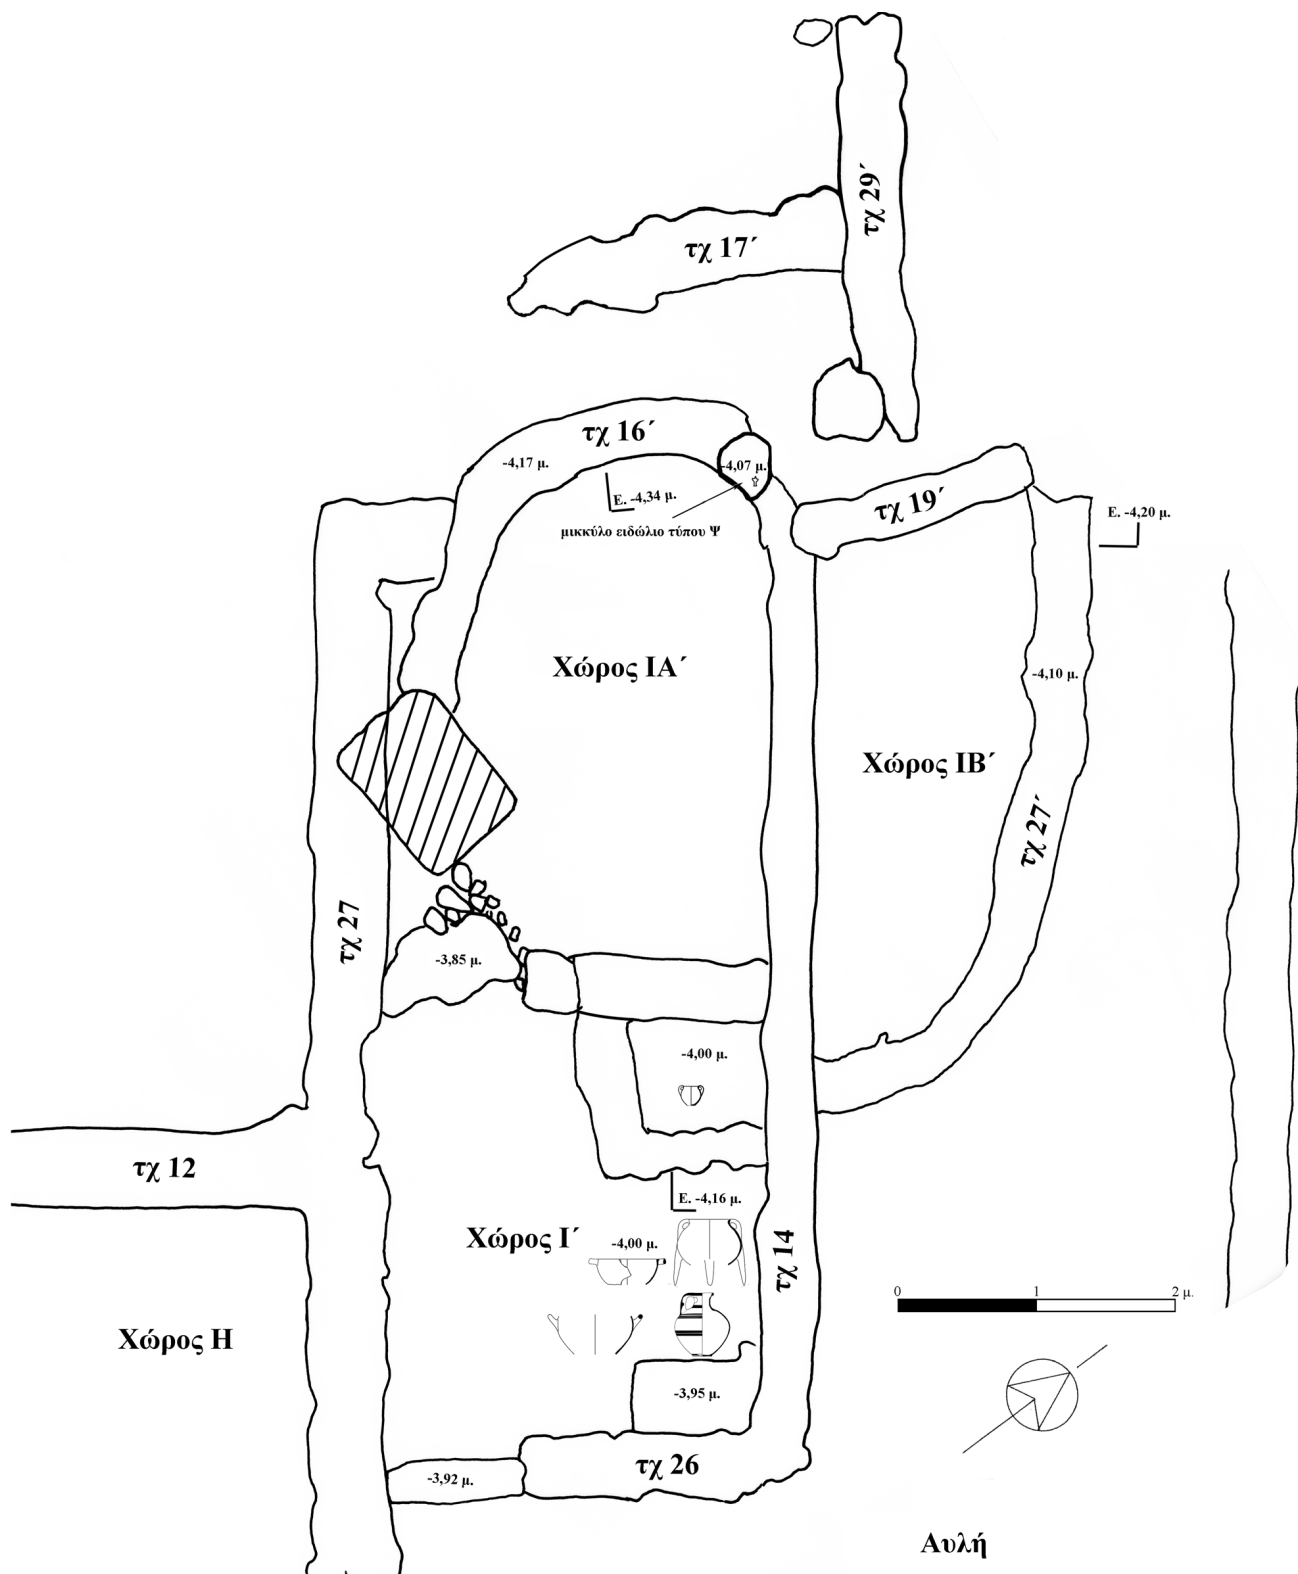 τχ 29΄
τχ 17΄
τχ 16΄
-4,17 μ.
-4,07 μ.
Ε. -4,34 μ.
μικκύλο ειδώλιο τύπου Ψ
τχ 19΄
Ε. -4,20 μ.
Χώρος ΙΑ΄
-4,10 μ.
Χώρος ΙΒ΄
τχ 27΄
τχ 27
-3,85 μ.
-4,00 μ.
τχ 12
Ε. -4,16 μ.
Χώρος Ι΄
-4,00 μ.
τχ 14
0 1 2 μ.
Χώρος Η
-3,95 μ.
τχ 26
-3,92 μ.
Αυλή